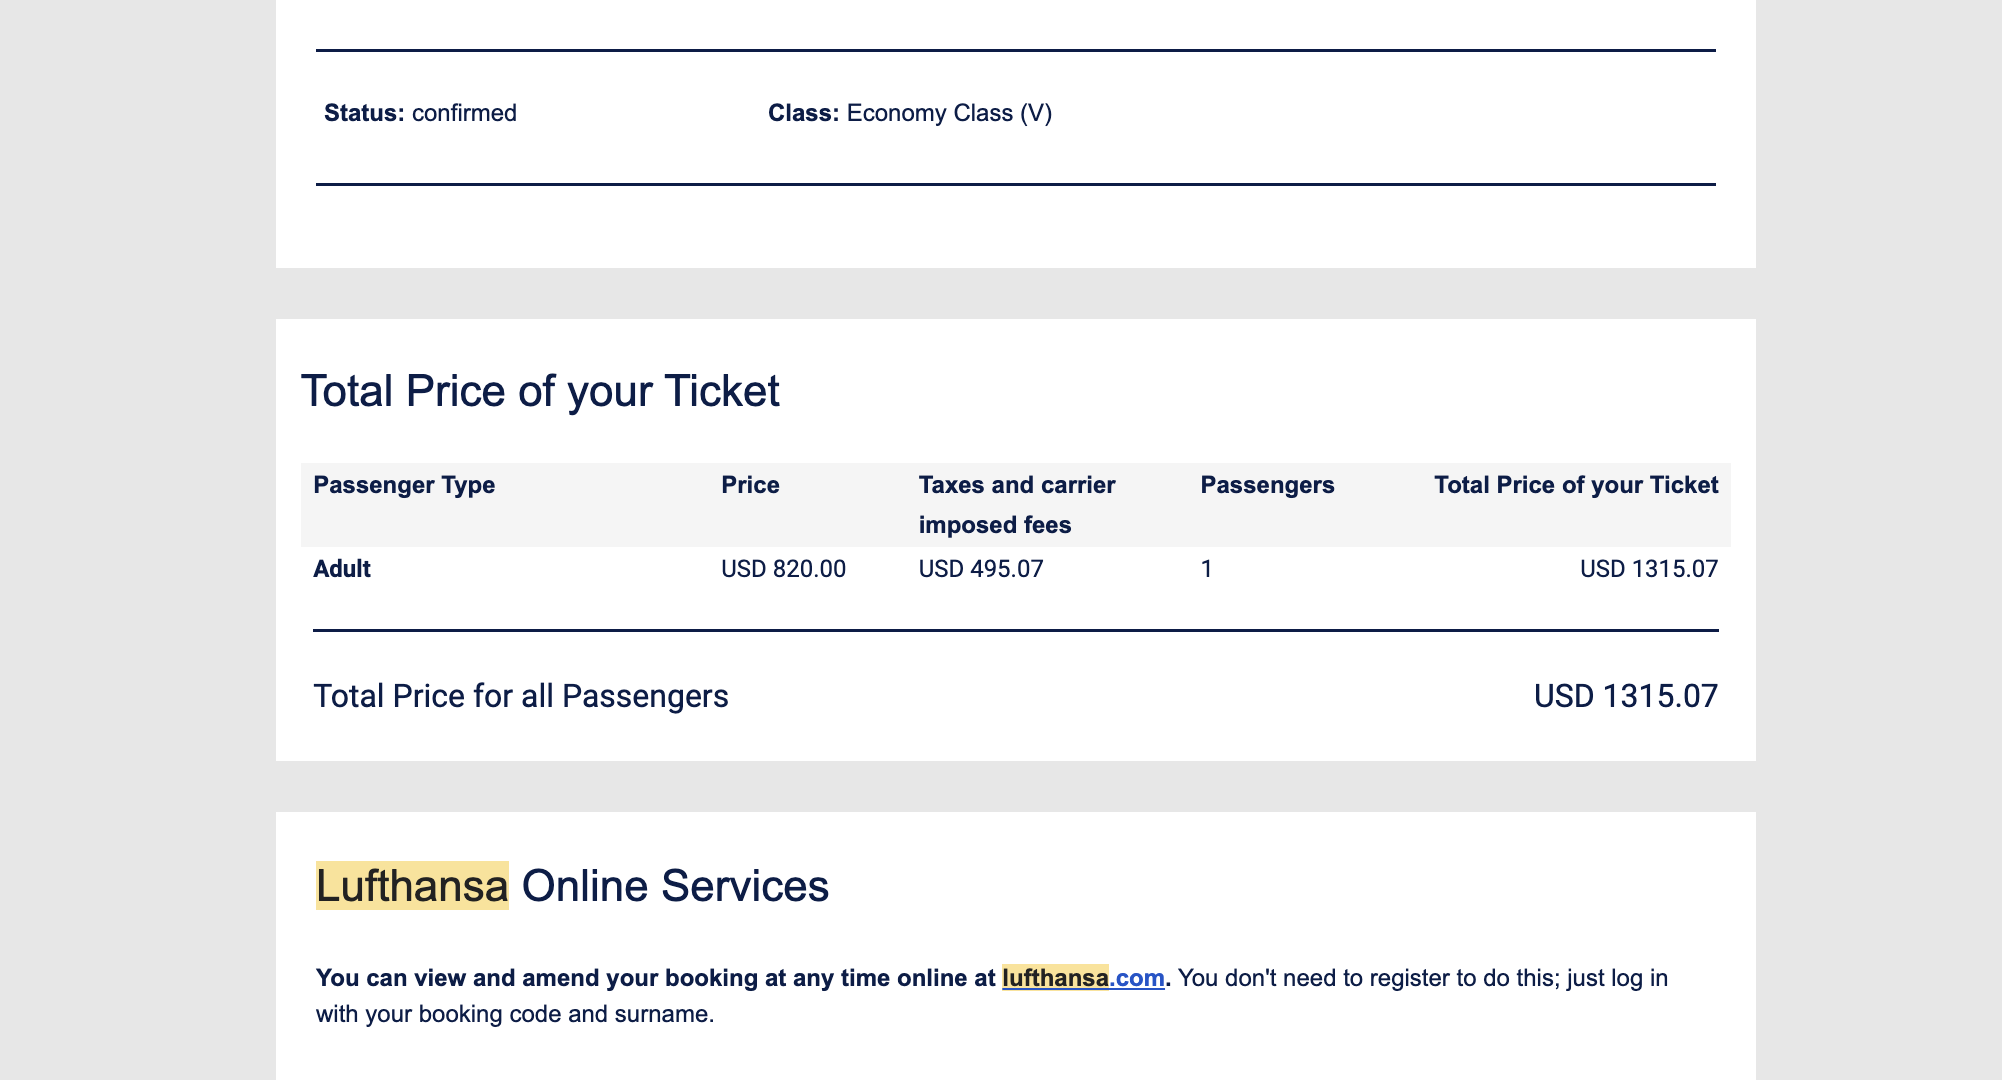 Status: confirmed Class: Economy Class (V)
Total Price of your Ticket
Passenger Type Price Taxes and carrier imposed fees Passengers Total Price of your Ticket
Adult USD 820.00 USD 495.07 1 USD 1315.07
Total Price for all Passengers USD 1315.07
Lufthansa Online Services
You can view and amend your booking at any time online at lufthansa.com. You don't need to register to do this; just log in
with your booking code and surname.